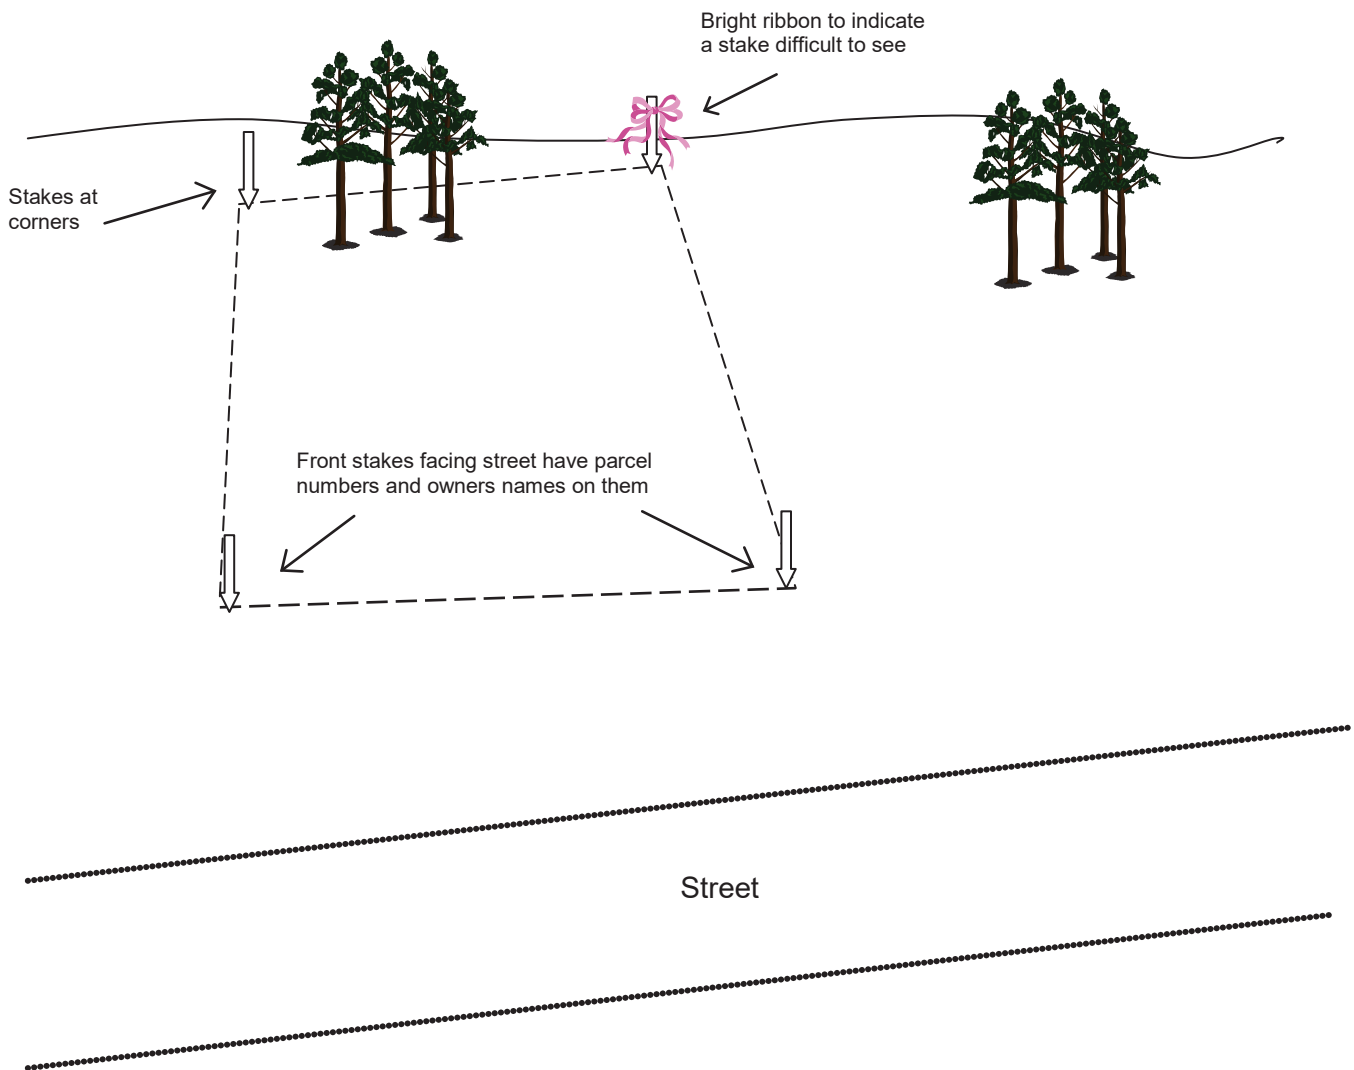 Bright ribbon to indicate
a stake difficult to see
Stakes at
corners
Front stakes facing street have parcel
numbers and owners names on them
Street